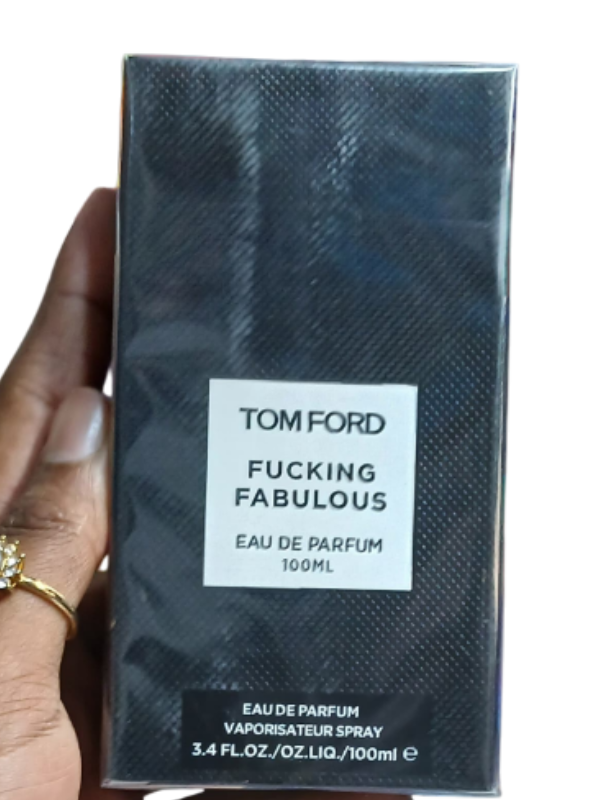 TOM FORD
FUCKING
FABULOUS
EAU DE PARFUM
100ML
EAU DE PARFUM
VAPORISATEUR SPRAY
3.4 FL.OZ./OZ.LIQ./100ml ℮